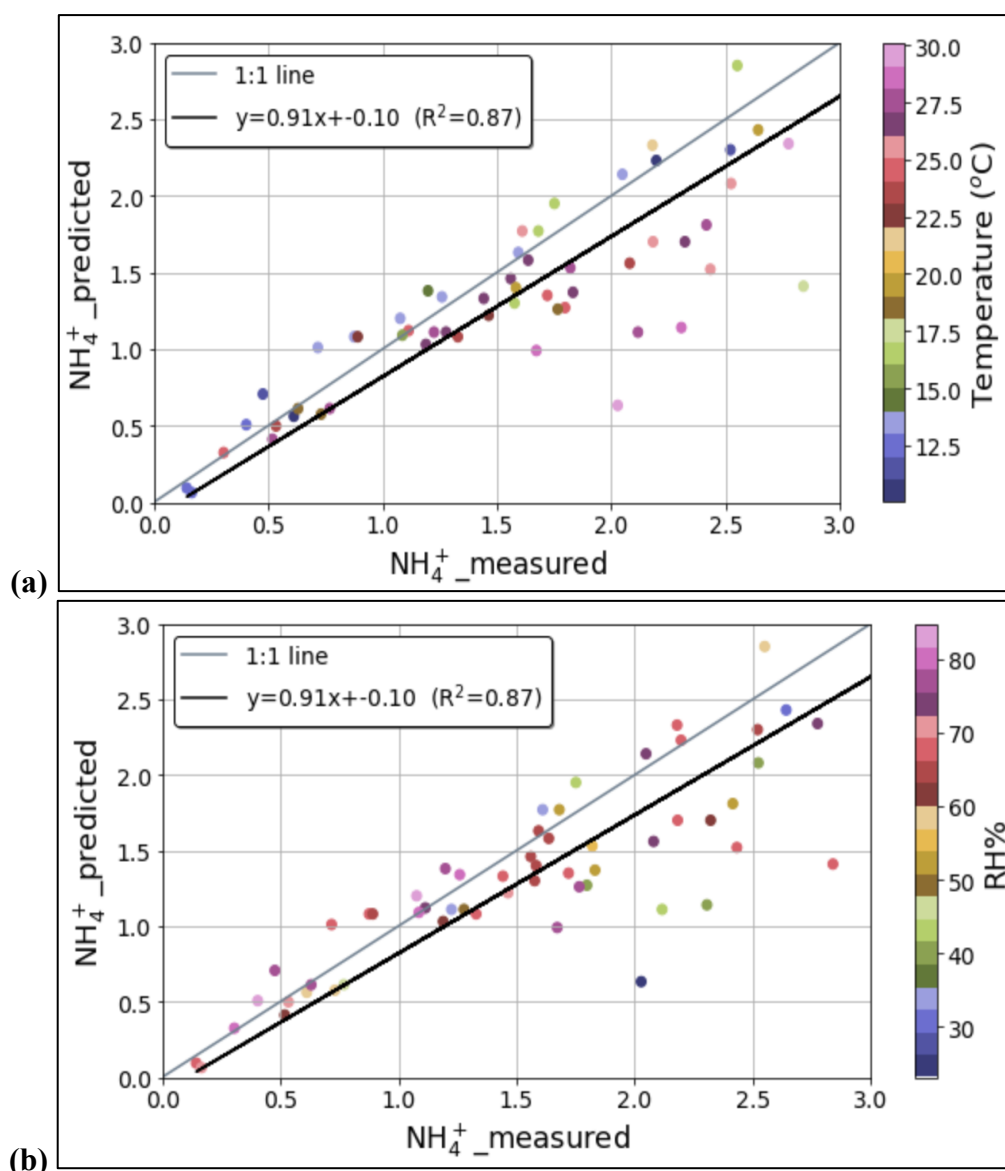 3.0
2.5
2.0
1.5
1.0
0.5
0.0
NH₄⁺_predicted
1:1 line
y=0.91x+-0.10 (R²=0.87)
0.0 0.5 1.0 1.5 2.0 2.5 3.0
NH₄⁺_measured
30.0
27.5
25.0
22.5
20.0
17.5
15.0
12.5
Temperature (°C)
(a)
3.0
2.5
2.0
1.5
1.0
0.5
0.0
NH₄⁺_predicted
1:1 line
y=0.91x+-0.10 (R²=0.87)
0.0 0.5 1.0 1.5 2.0 2.5 3.0
NH₄⁺_measured
80
70
60
50
40
30
RH%
(b)